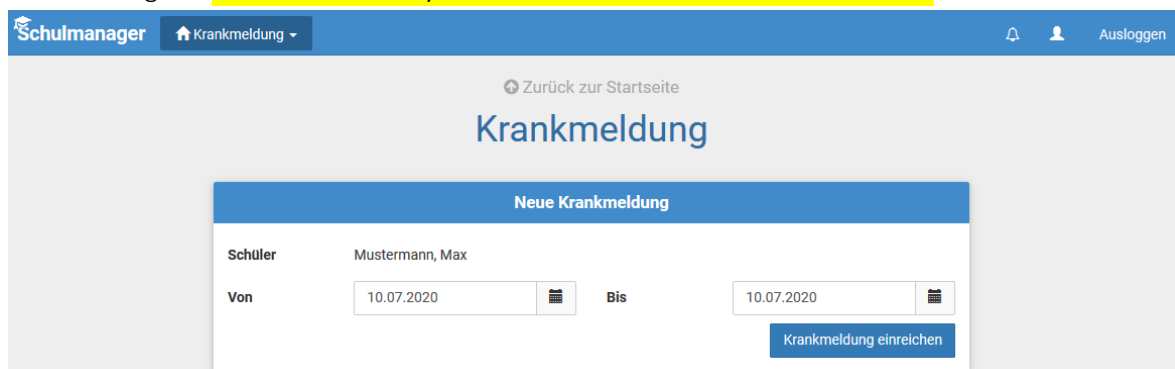 Schulmanager Krankmeldung Ausloggen
Zurück zur Startseite
Krankmeldung
Neue Krankmeldung
Schüler Mustermann, Max
Von 10.07.2020 Bis 10.07.2020
Krankmeldung einreichen